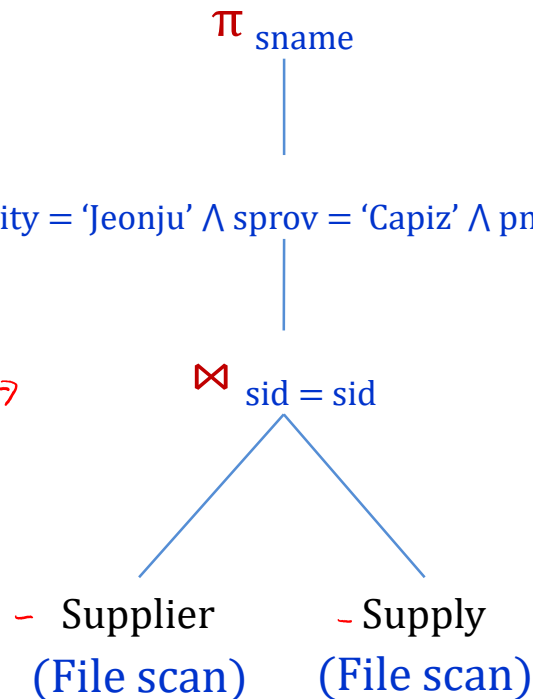 π sname
ity = ‘Jeonju’ ⋀ sprov = ‘Capiz’ ⋀ pn
⋈ sid = sid
Supplier Supply
(File scan) (File scan)